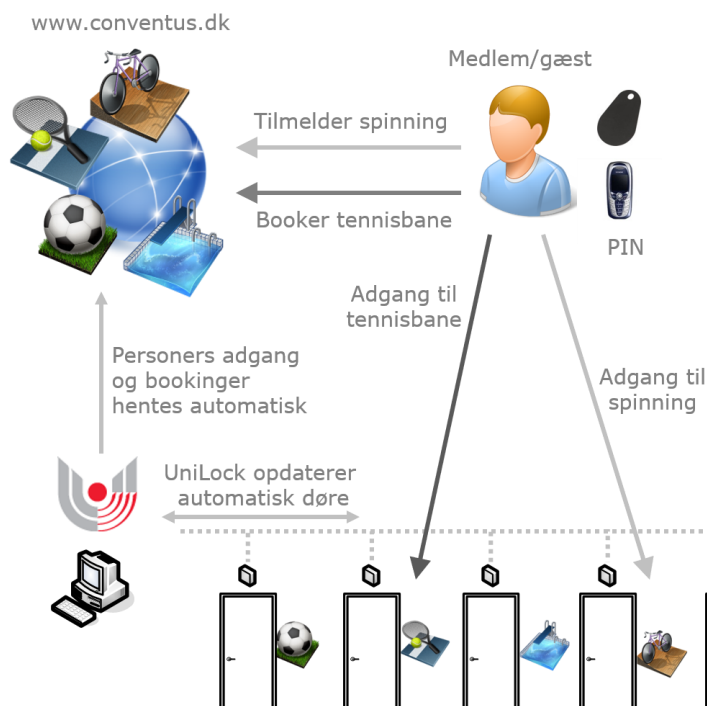 www.conventus.dk
Medlem/gæst
Tilmelder spinning
Booker tennisbane
PIN
Adgang til
tennisbane
Personers adgang
og bookinger
hentes automatisk
Adgang til
spinning
UniLock opdaterer
automatisk døre